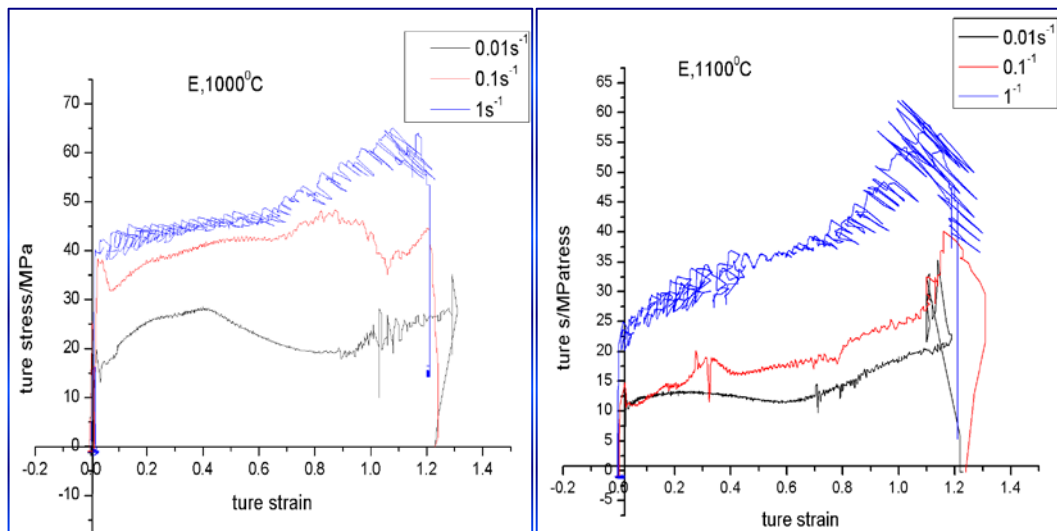 E,1000⁰C
0.01s⁻¹
0.1s⁻¹
1s⁻¹
ture stress/MPa
70
60
50
40
30
20
10
0
-10
-0.2 0.0 0.2 0.4 0.6 0.8 1.0 1.2 1.4
ture strain
E,1100⁰C
0.01s⁻¹
0.1⁻¹
1⁻¹
ture s/MPatress
65
60
55
50
45
40
35
30
25
20
15
10
5
0
-5
-0.2 0.0 0.2 0.4 0.6 0.8 1.0 1.2 1.4
ture strain